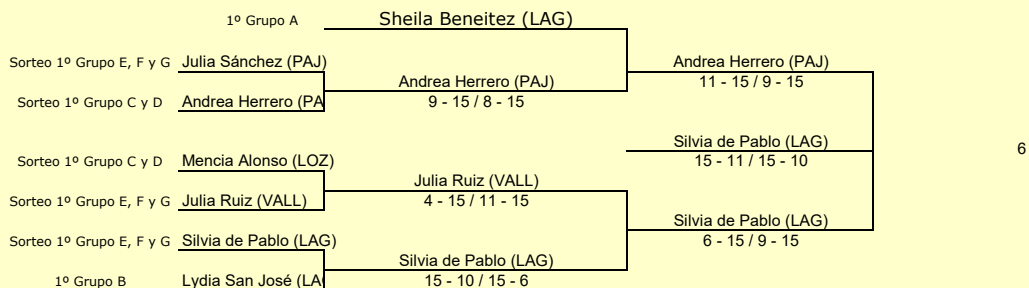 1º Grupo A Sheila Beneitez (LAG)
Sorteo 1º Grupo E, F y G Julia Sánchez (PAJ) Andrea Herrero (PAJ)
Andrea Herrero (PAJ) 11 - 15 / 9 - 15
Sorteo 1º Grupo C y D Andrea Herrero (PA 9 - 15 / 8 - 15
Silvia de Pablo (LAG)
Sorteo 1º Grupo C y D Mencia Alonso (LOZ) 15 - 11 / 15 - 10 6
Julia Ruiz (VALL)
Sorteo 1º Grupo E, F y G Julia Ruiz (VALL) 4 - 15 / 11 - 15
Silvia de Pablo (LAG)
Sorteo 1º Grupo E, F y G Silvia de Pablo (LAG) 6 - 15 / 9 - 15
Silvia de Pablo (LAG)
1º Grupo B Lydia San José (LA 15 - 10 / 15 - 6